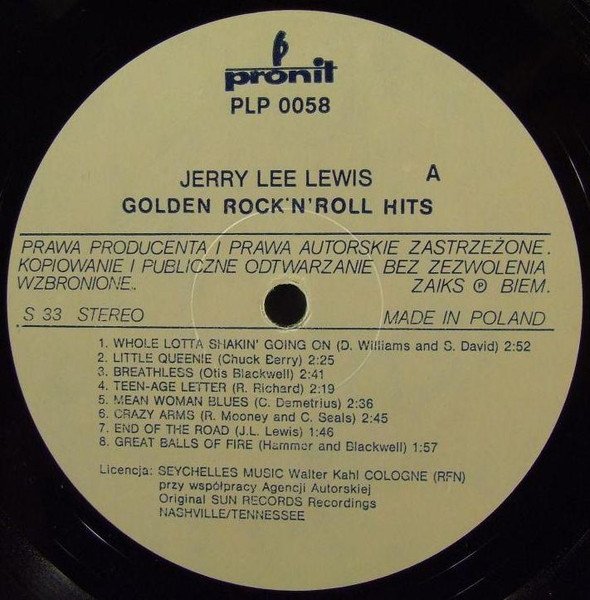 pronit
PLP 0058
JERRY LEE LEWIS A
GOLDEN ROCK'N'ROLL HITS
PRAWA PRODUCENTA I PRAWA AUTORSKIE ZASTRZEŻONE.
KOPIOWANIE I PUBLICZNE ODTWARZANIE BEZ ZEZWOLENIA
WZBRONIONE. ZAIKS ℗ BIEM.
S 33 STEREO MADE IN POLAND
1. WHOLE LOTTA SHAKIN' GOING ON (D. Williams and S. David) 2:52
2. LITTLE QUEENIE (Chuck Berry) 2:25
3. BREATHLESS (Otis Blackwell) 2:41
4. TEEN-AGE LETTER (R. Richard) 2:19
5. MEAN WOMAN BLUES (C. Demetrius) 2:36
6. CRAZY ARMS (R. Mooney and C. Seals) 2:45
7. END OF THE ROAD (J.L. Lewis) 1:46
8. GREAT BALLS OF FIRE (Hammer and Blackwell) 1:57
Licencja: SEYCHELLES MUSIC Walter Kahl COLOGNE (RFN)
przy współpracy Agencji Autorskiej
Original SUN RECORDS Recordings
NASHVILLE/TENNESSEE